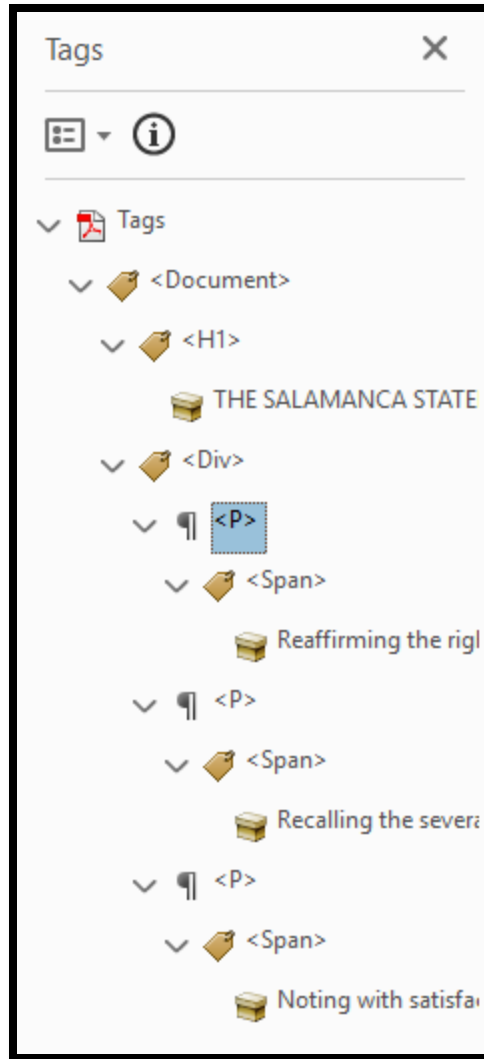 Tags
Tags
<Document>
<H1>
THE SALAMANCA STATE
<Div>
<P>
<Span>
Reaffirming the rig
<P>
<Span>
Recalling the severa
<P>
<Span>
Noting with satisfa